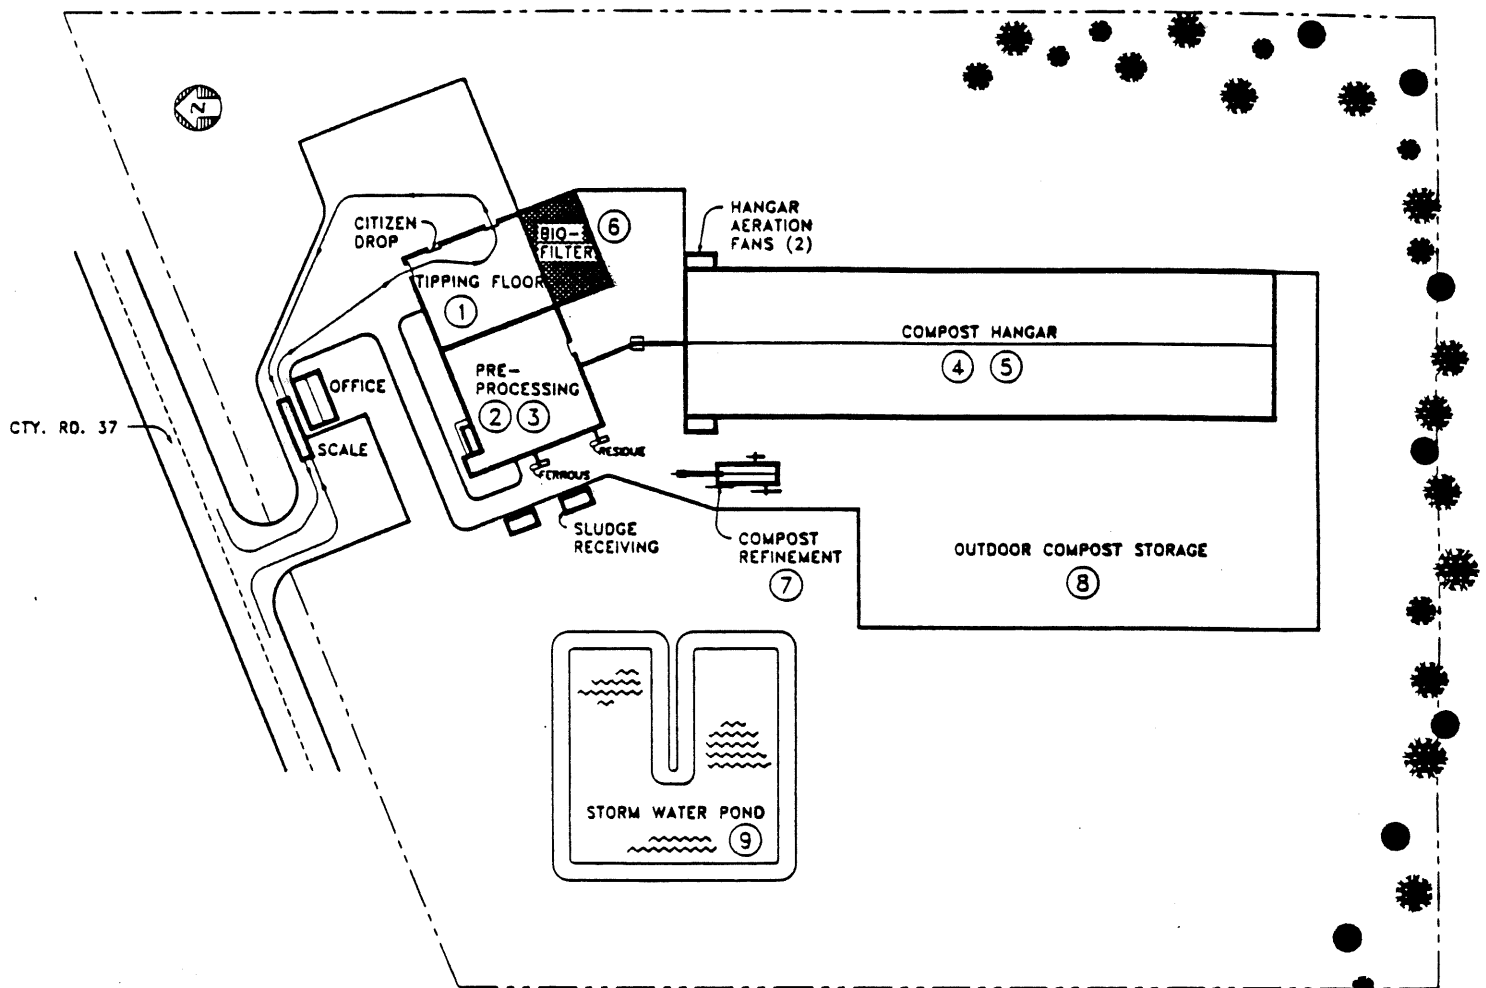 N
CITIZEN
DROP
BIO-
FILTER
6
HANGAR
AERATION
FANS (2)
TIPPING FLOOR
1
COMPOST HANGAR
4 5
PRE-
PROCESSING
2 3
OFFICE
CTY. RD. 37
SCALE
RESIDUE
FERROUS
SLUDGE
RECEIVING
COMPOST
REFINEMENT
7
OUTDOOR COMPOST STORAGE
8
STORM WATER POND
9